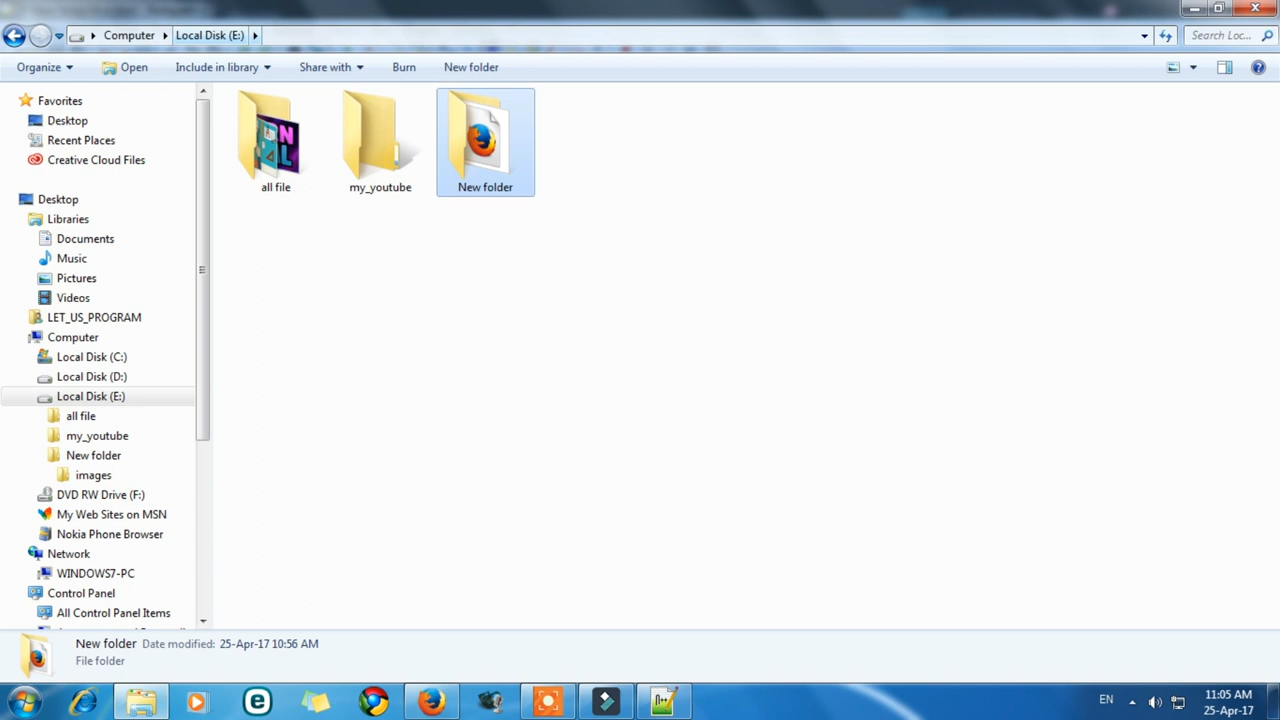 Computer
Local Disk (E:)
Search Loc...
Organize
Open
Include in library
Share with
Burn
New folder
Favorites
Desktop
Recent Places
Creative Cloud Files
Desktop
Libraries
Documents
Music
Pictures
Videos
LET_US_PROGRAM
Computer
Local Disk (C:)
Local Disk (D:)
Local Disk (E:)
all file
my_youtube
New folder
images
DVD RW Drive (F:)
My Web Sites on MSN
Nokia Phone Browser
Network
WINDOWS7-PC
Control Panel
All Control Panel Items
all file
my_youtube
New folder
New folder Date modified: 25-Apr-17 10:56 AM
File folder
EN
11:05 AM
25-Apr-17